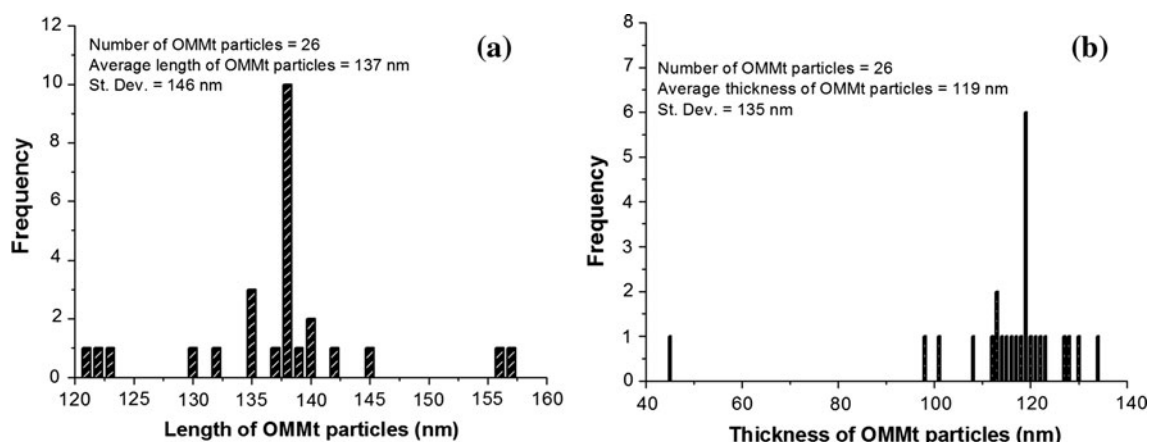 (a)
Number of OMMt particles = 26
Average length of OMMt particles = 137 nm
St. Dev. = 146 nm
Frequency
12
10
8
6
4
2
0
120 125 130 135 140 145 150 155 160
Length of OMMt particles (nm)
(b)
Number of OMMt particles = 26
Average thickness of OMMt particles = 119 nm
St. Dev. = 135 nm
Frequency
8
7
6
5
4
3
2
1
0
40 60 80 100 120 140
Thickness of OMMt particles (nm)